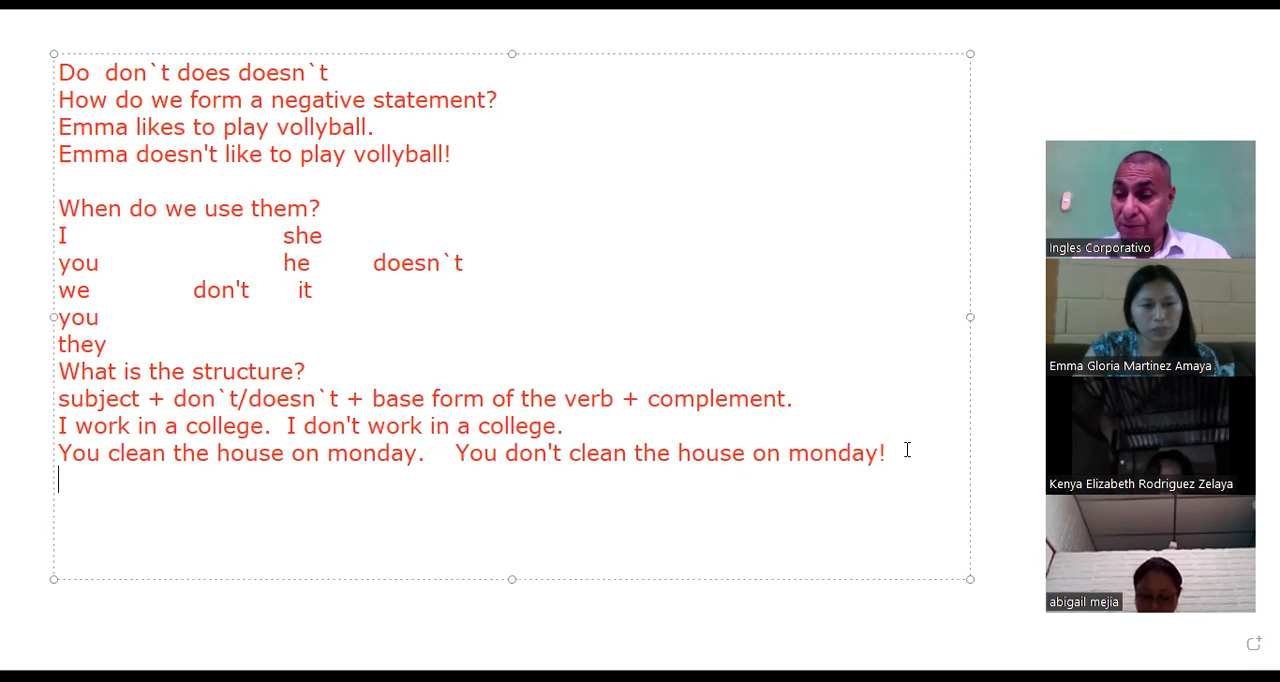 Do  don`t does doesn`t
How do we form a negative statement?
Emma likes to play vollyball.
Emma doesn't like to play vollyball!
When do we use them?
I she
you he doesn`t
we don't it
you
they
What is the structure?
subject + don`t/doesn`t + base form of the verb + complement.
I work in a college.  I don't work in a college.
You clean the house on monday.    You don't clean the house on monday!
Ingles Corporativo
Emma Gloria Martinez Amaya
Kenya Elizabeth Rodriguez Zelaya
abigail mejia